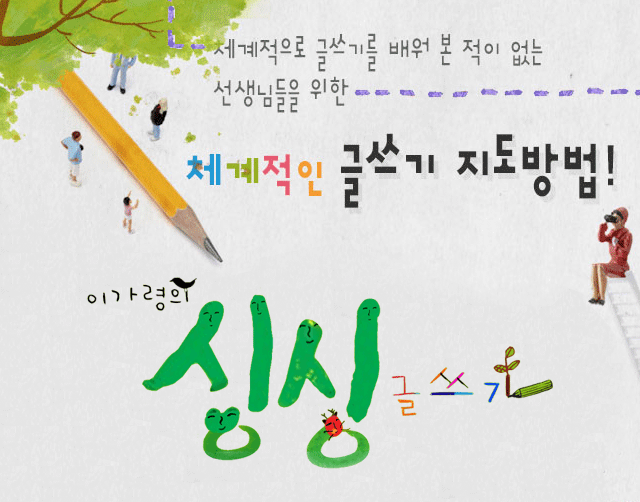 체계적으로 글쓰기를 배워 본 적이 없는
선생님들을 위한
체계적인 글쓰기 지도방법!
이가령의
싱싱
글쓰기